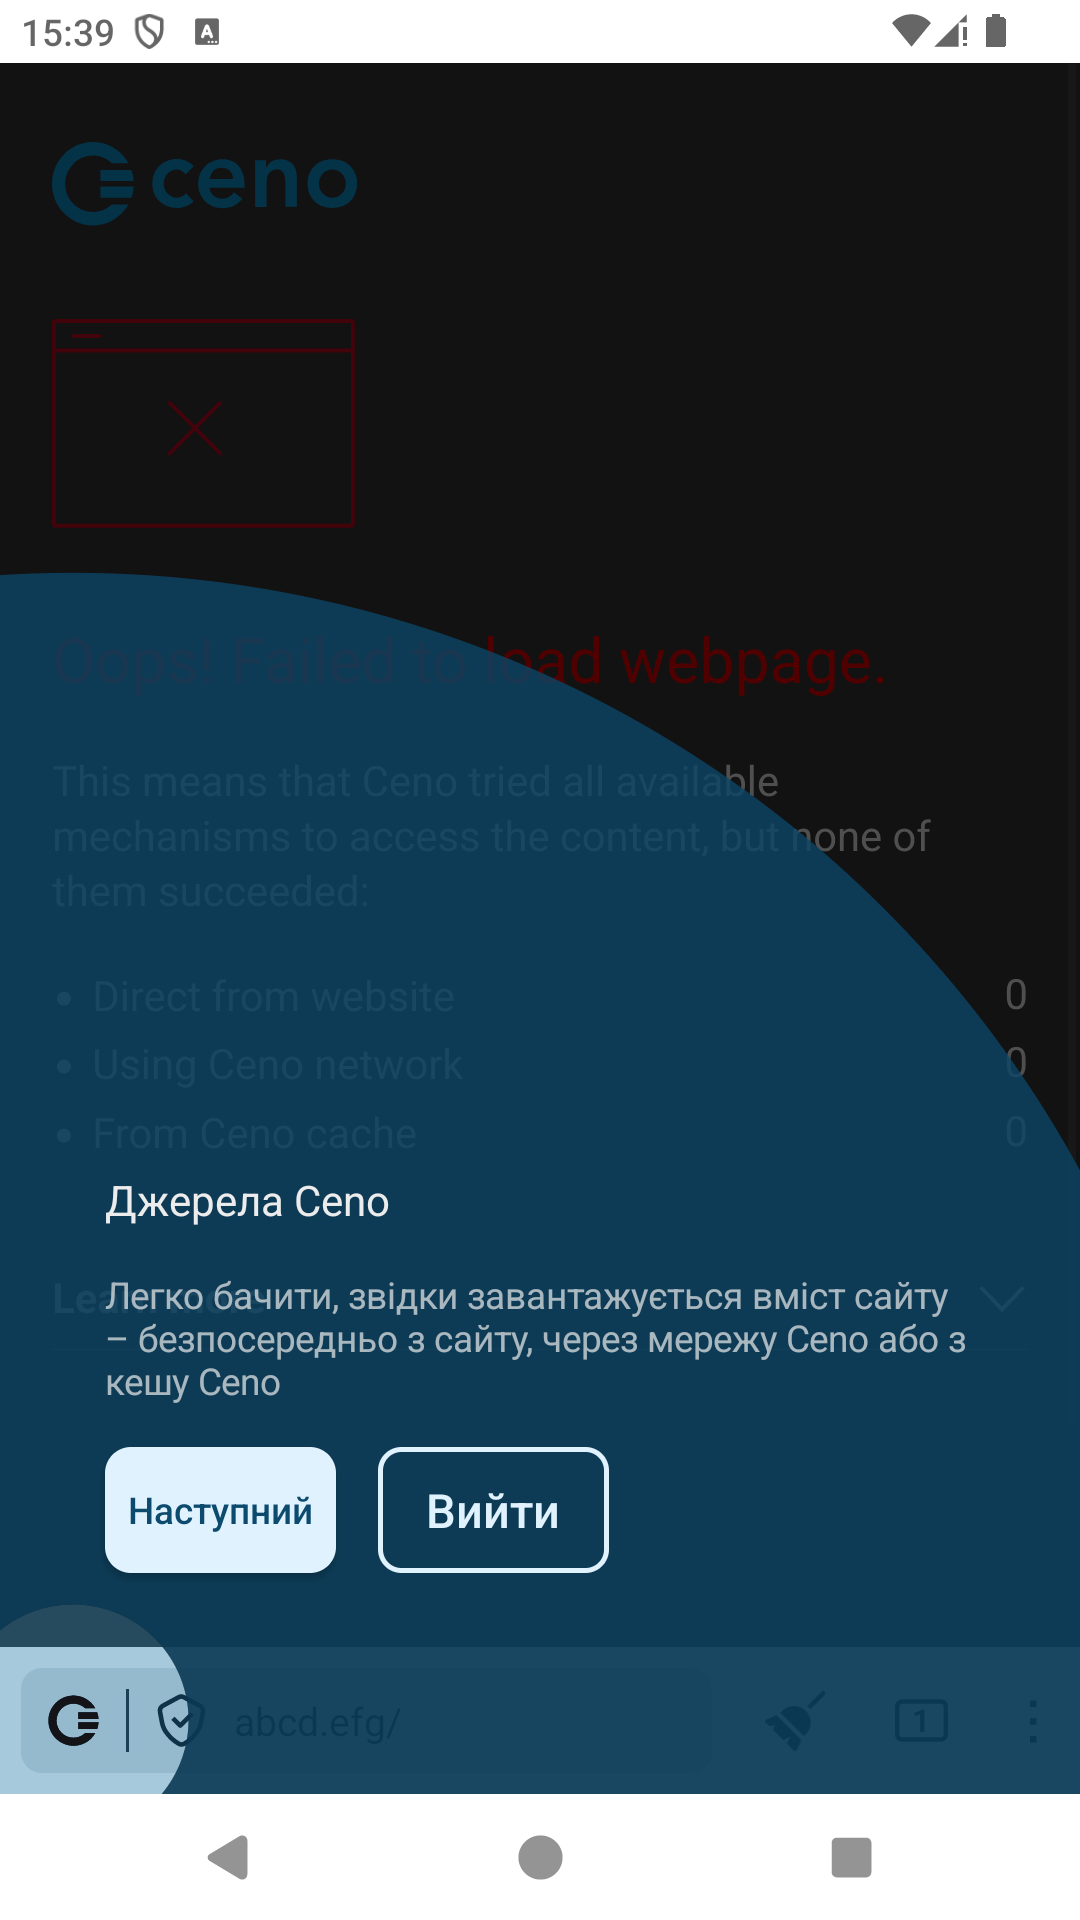 15:39
ceno
Oops! Failed to load webpage.
This means that Ceno tried all available
mechanisms to access the content, but none of
them succeeded:
• Direct from website 0
• Using Ceno network 0
• From Ceno cache 0
Джерела Ceno
Легко бачити, звідки завантажується вміст сайту
– безпосередньо з сайту, через мережу Ceno або з
кешу Ceno
Наступний Вийти
abcd.efg/ 1